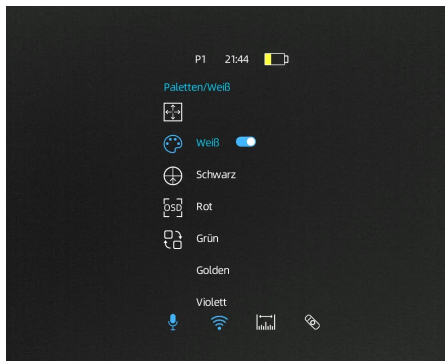 P1 21:44
Paletten/Weiß
Weiß
Schwarz
OSD Rot
Grün
Golden
Violett